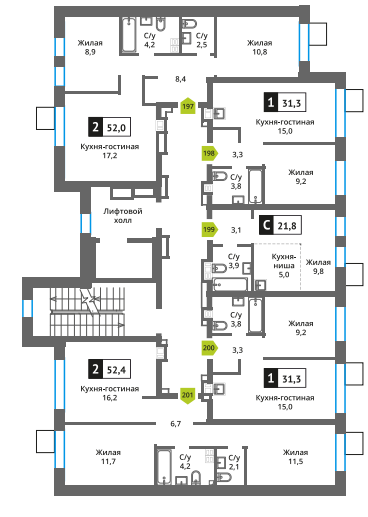 Жилая
8,9
С/у
4,2
С/у
2,5
Жилая
10,8
8,4
197
2 52,0
Кухня-гостиная
17,2
1 31,3
Кухня-гостиная
15,0
198
3,3
С/у
3,8
Жилая
9,2
Лифтовой
холл
199
3,1
С 21,8
С/у
3,9
Кухня-
ниша
5,0
Жилая
9,8
С/у
3,8
Жилая
9,2
200
3,3
2 52,4
Кухня-гостиная
16,2
1 31,3
Кухня-гостиная
15,0
201
6,7
Жилая
11,7
С/у
4,2
С/у
2,1
Жилая
11,5